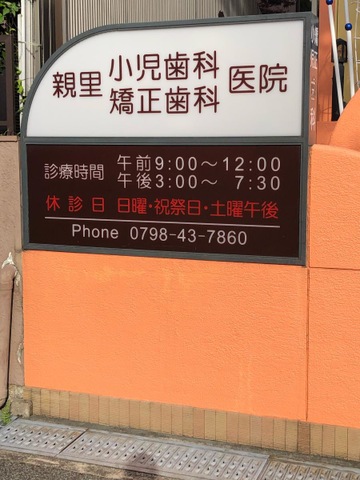 親里 小児歯科 医院
矯正歯科
診療時間 午前 9:00～12:00
午後 3:00～ 7:30
休診日 日曜・祝祭日・土曜午後
Phone 0798-43-7860